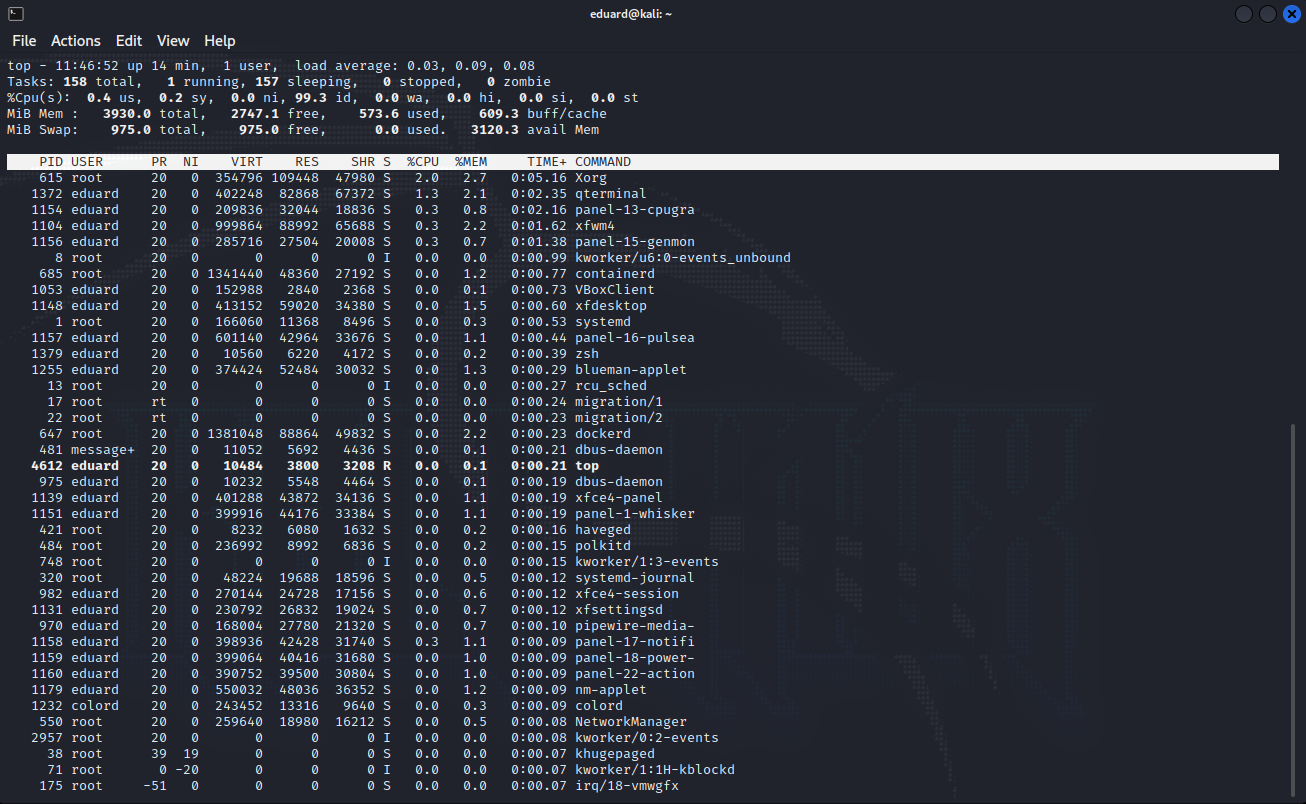 eduard@kali: ~
File Actions Edit View Help
top - 11:46:52 up 14 min,  1 user,  load average: 0.03, 0.09, 0.08
Tasks: 158 total,   1 running, 157 sleeping,   0 stopped,   0 zombie
%Cpu(s):  0.4 us,  0.2 sy,  0.0 ni, 99.3 id,  0.0 wa,  0.0 hi,  0.0 si,  0.0 st
MiB Mem :   3930.0 total,   2747.1 free,    573.6 used,    609.3 buff/cache
MiB Swap:    975.0 total,    975.0 free,      0.0 used.   3120.3 avail Mem
PID USER      PR  NI    VIRT    RES    SHR S  %CPU  %MEM     TIME+ COMMAND
615 root      20   0  354796 109448  47980 S   2.0   2.7   0:05.16 Xorg
1372 eduard    20   0  402248  82868  67372 S   1.3   2.1   0:02.35 qterminal
1154 eduard    20   0  209836  32044  18836 S   0.3   0.8   0:02.16 panel-13-cpugra
1104 eduard    20   0  999864  88992  65688 S   0.3   2.2   0:01.62 xfwm4
1156 eduard    20   0  285716  27504  20008 S   0.3   0.7   0:01.38 panel-15-genmon
8 root      20   0       0      0      0 I   0.0   0.0   0:00.99 kworker/u6:0-events_unbound
685 root      20   0 1341440  48360  27192 S   0.0   1.2   0:00.77 containerd
1053 eduard    20   0  152988   2840   2368 S   0.0   0.1   0:00.73 VBoxClient
1148 eduard    20   0  413152  59020  34380 S   0.0   1.5   0:00.60 xfdesktop
1 root      20   0  166060  11368   8496 S   0.0   0.3   0:00.53 systemd
1157 eduard    20   0  601140  42964  33676 S   0.0   1.1   0:00.44 panel-16-pulsea
1379 eduard    20   0   10560   6220   4172 S   0.0   0.2   0:00.39 zsh
1255 eduard    20   0  374424  52484  30032 S   0.0   1.3   0:00.29 blueman-applet
13 root      20   0       0      0      0 I   0.0   0.0   0:00.27 rcu_sched
17 root      rt   0       0      0      0 S   0.0   0.0   0:00.24 migration/1
22 root      rt   0       0      0      0 S   0.0   0.0   0:00.23 migration/2
647 root      20   0 1381048  88864  49832 S   0.0   2.2   0:00.23 dockerd
481 message+  20   0   11052   5692   4436 S   0.0   0.1   0:00.21 dbus-daemon
4612 eduard    20   0   10484   3800   3208 R   0.0   0.1   0:00.21 top
975 eduard    20   0   10232   5548   4464 S   0.0   0.1   0:00.19 dbus-daemon
1139 eduard    20   0  401288  43872  34136 S   0.0   1.1   0:00.19 xfce4-panel
1151 eduard    20   0  399916  44176  33384 S   0.0   1.1   0:00.19 panel-1-whisker
421 root      20   0    8232   6080   1632 S   0.0   0.2   0:00.16 haveged
484 root      20   0  236992   8992   6836 S   0.0   0.2   0:00.15 polkitd
748 root      20   0       0      0      0 I   0.0   0.0   0:00.15 kworker/1:3-events
320 root      20   0   48224  19688  18596 S   0.0   0.5   0:00.12 systemd-journal
982 eduard    20   0  270144  24728  17156 S   0.0   0.6   0:00.12 xfce4-session
1131 eduard    20   0  230792  26832  19024 S   0.0   0.7   0:00.12 xfsettingsd
970 eduard    20   0  168004  27780  21320 S   0.0   0.7   0:00.10 pipewire-media-
1158 eduard    20   0  398936  42428  31740 S   0.3   1.1   0:00.09 panel-17-notifi
1159 eduard    20   0  399064  40416  31680 S   0.0   1.0   0:00.09 panel-18-power-
1160 eduard    20   0  390752  39500  30804 S   0.0   1.0   0:00.09 panel-22-action
1179 eduard    20   0  550032  48036  36352 S   0.0   1.2   0:00.09 nm-applet
1232 colord    20   0  243452  13316   9640 S   0.0   0.3   0:00.09 colord
550 root      20   0  259640  18980  16212 S   0.0   0.5   0:00.08 NetworkManager
2957 root      20   0       0      0      0 I   0.0   0.0   0:00.08 kworker/0:2-events
38 root      39  19       0      0      0 S   0.0   0.0   0:00.07 khugepaged
71 root       0 -20       0      0      0 I   0.0   0.0   0:00.07 kworker/1:1H-kblockd
175 root     -51   0       0      0      0 S   0.0   0.0   0:00.07 irq/18-vmwgfx